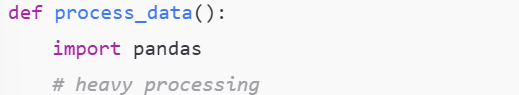 def process_data():
    import pandas
    # heavy processing